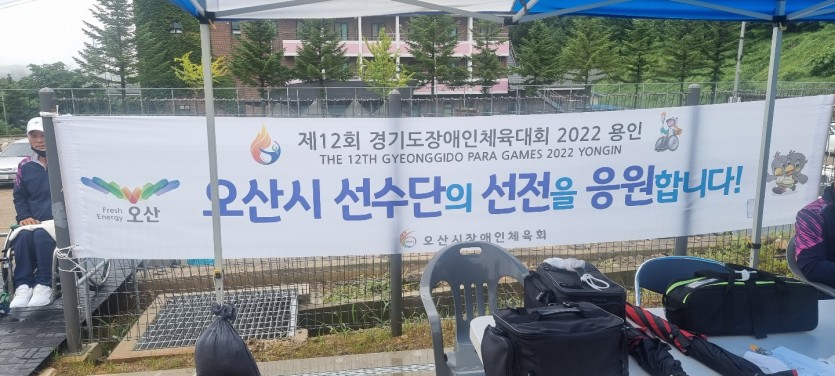 제12회 경기도장애인체육대회 2022 용인
THE 12TH GYEONGGIDO PARA GAMES 2022 YONGIN
Fresh
Energy 오산
오산시 선수단의 선전을 응원합니다!
오산시장애인체육회